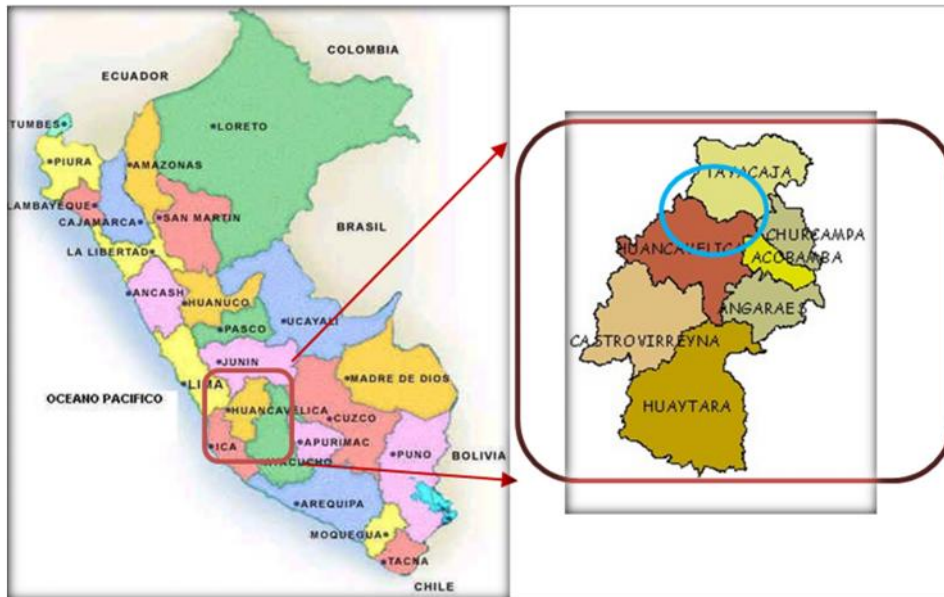 COLOMBIA
ECUADOR
TUMBES
LORETO
PIURA
AMAZONAS
LAMBAYEQUE
CAJAMARCA
SAN MARTIN
BRASIL
LA LIBERTAD
ANCASH
HUANUCO
PASCO
UCAYALI
JUNIN
LIMA
MADRE DE DIOS
OCEANO PACIFICO
HUANCAVELICA
CUZCO
ICA
APURIMAC
PUNO
BOLIVIA
AREQUIPA
MOQUEGUA
TACNA
CHILE
TAYACAJA
CHURCAMPA
HUANCAVELICA
ACOBAMBA
ANGARAES
CASTROVIRREYNA
HUAYTARA